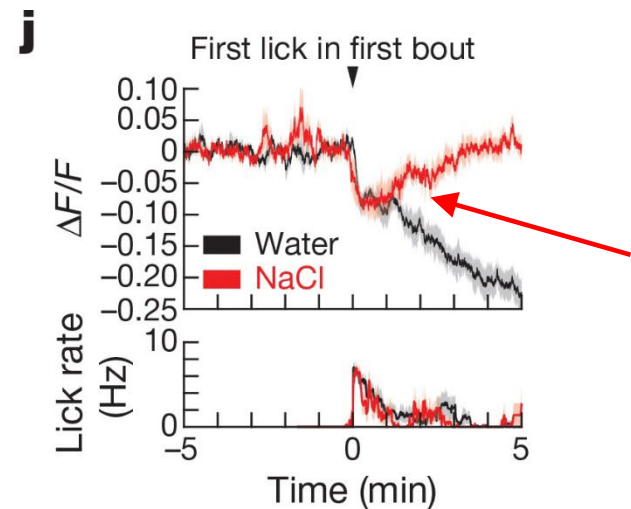 j
First lick in first bout
0.10
0.05
0
−0.05
−0.10
−0.15
−0.20
−0.25
ΔF/F
Water
NaCl
10
0
Lick rate
(Hz)
−5 0 5
Time (min)